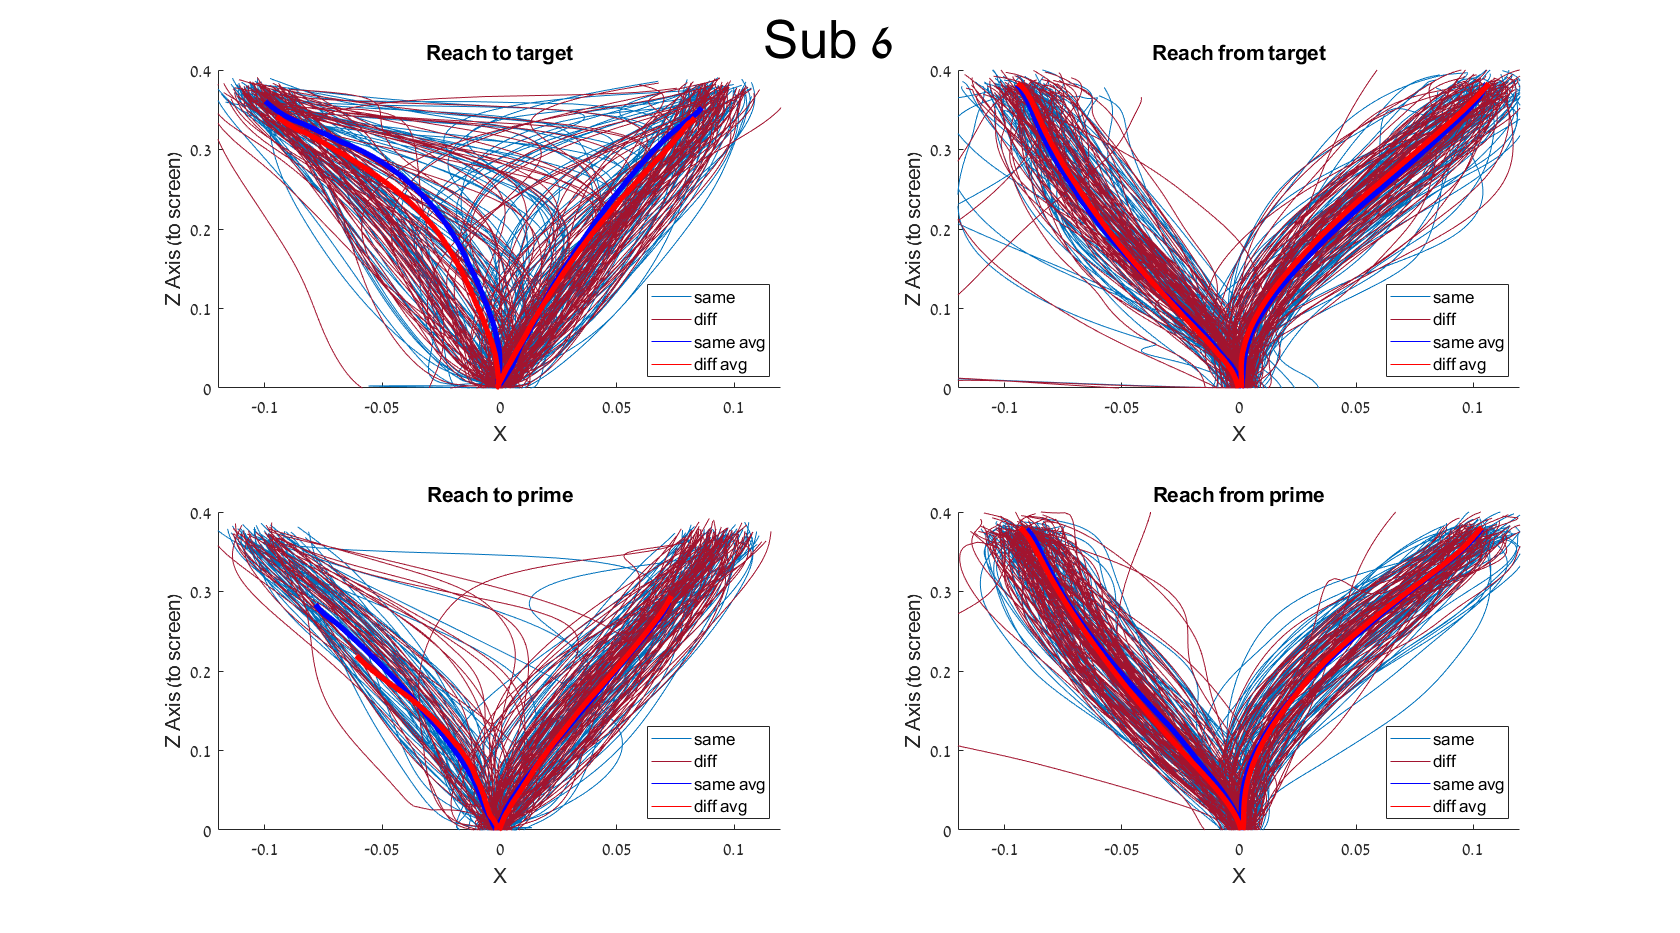 Sub 6
Reach to target
0.4
0.3
0.2
0.1
0
Z Axis (to screen)
-0.1 -0.05 0 0.05 0.1
X
same
diff
same avg
diff avg
Reach from target
0.4
0.3
0.2
0.1
0
Z Axis (to screen)
-0.1 -0.05 0 0.05 0.1
X
same
diff
same avg
diff avg
Reach to prime
0.4
0.3
0.2
0.1
0
Z Axis (to screen)
-0.1 -0.05 0 0.05 0.1
X
same
diff
same avg
diff avg
Reach from prime
0.4
0.3
0.2
0.1
0
Z Axis (to screen)
-0.1 -0.05 0 0.05 0.1
X
same
diff
same avg
diff avg